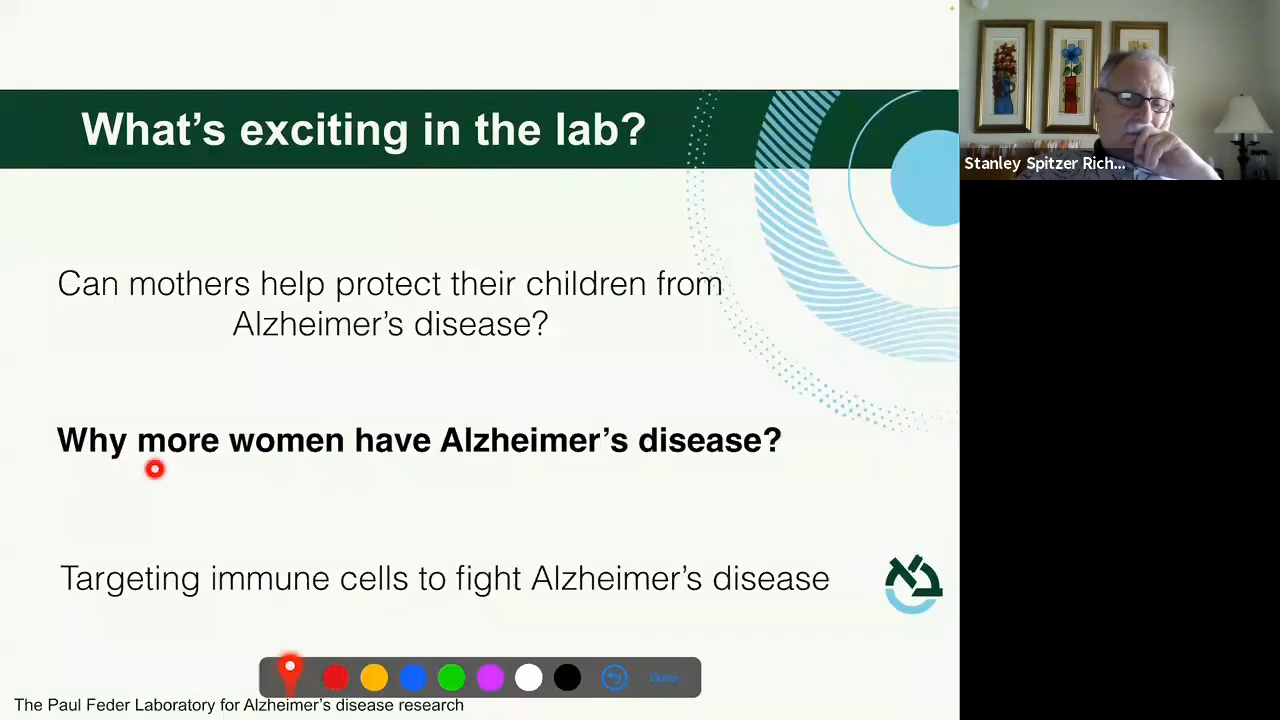 What's exciting in the lab?
Stanley Spitzer Rich...
Can mothers help protect their children from
Alzheimer's disease?
Why more women have Alzheimer's disease?
Targeting immune cells to fight Alzheimer's disease
The Paul Feder Laboratory for Alzheimer's disease research